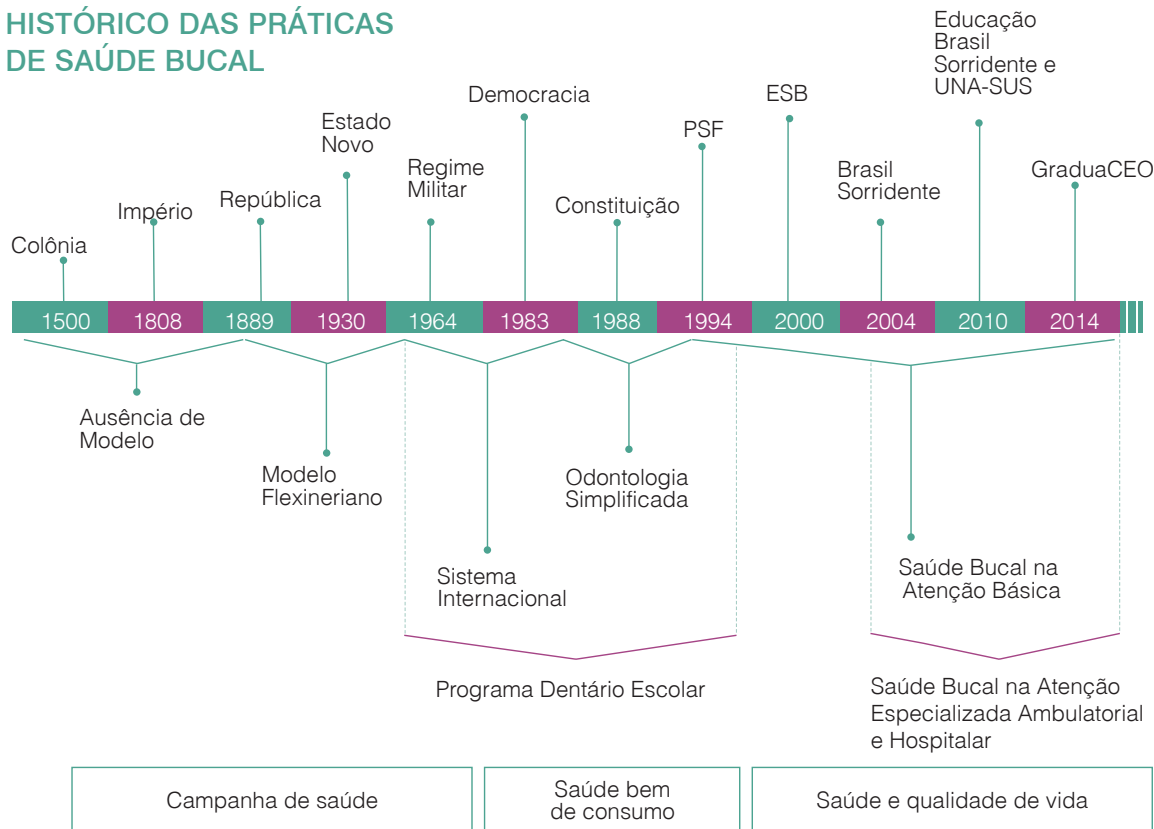 HISTÓRICO DAS PRÁTICAS
DE SAÚDE BUCAL
Colônia
Império
República
Estado
Novo
Regime
Militar
Democracia
Constituição
PSF
ESB
Brasil
Sorridente
Educação
Brasil
Sorridente e
UNA-SUS
GraduaCEO
1500
1808
1889
1930
1964
1983
1988
1994
2000
2004
2010
2014
Ausência de
Modelo
Modelo
Flexineriano
Sistema
Internacional
Odontologia
Simplificada
Saúde Bucal na
Atenção Básica
Programa Dentário Escolar
Saúde Bucal na Atenção
Especializada Ambulatorial
e Hospitalar
Campanha de saúde
Saúde bem
de consumo
Saúde e qualidade de vida